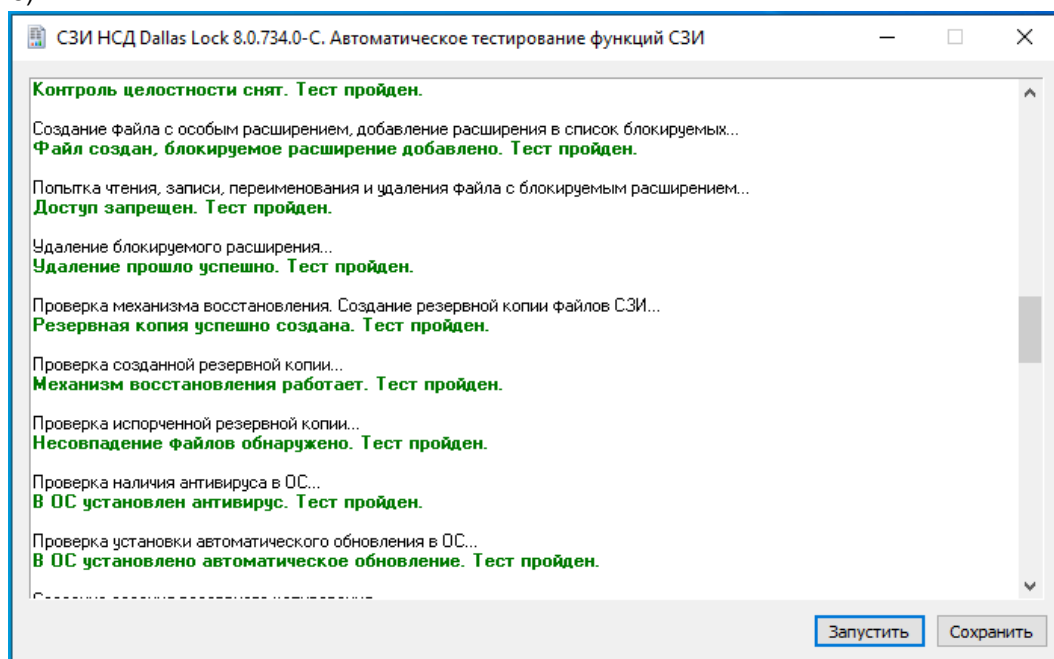 СЗИ НСД Dallas Lock 8.0.734.0-C. Автоматическое тестирование функций СЗИ
Контроль целостности снят. Тест пройден.
Создание файла с особым расширением, добавление расширения в список блокируемых...
Файл создан, блокируемое расширение добавлено. Тест пройден.
Попытка чтения, записи, переименования и удаления файла с блокируемым расширением...
Доступ запрещен. Тест пройден.
Удаление блокируемого расширения...
Удаление прошло успешно. Тест пройден.
Проверка механизма восстановления. Создание резервной копии файлов СЗИ...
Резервная копия успешно создана. Тест пройден.
Проверка созданной резервной копии...
Механизм восстановления работает. Тест пройден.
Проверка испорченной резервной копии...
Несовпадение файлов обнаружено. Тест пройден.
Проверка наличия антивируса в ОС...
В ОС установлен антивирус. Тест пройден.
Проверка установки автоматического обновления в ОС...
В ОС установлено автоматическое обновление. Тест пройден.
Запустить Сохранить